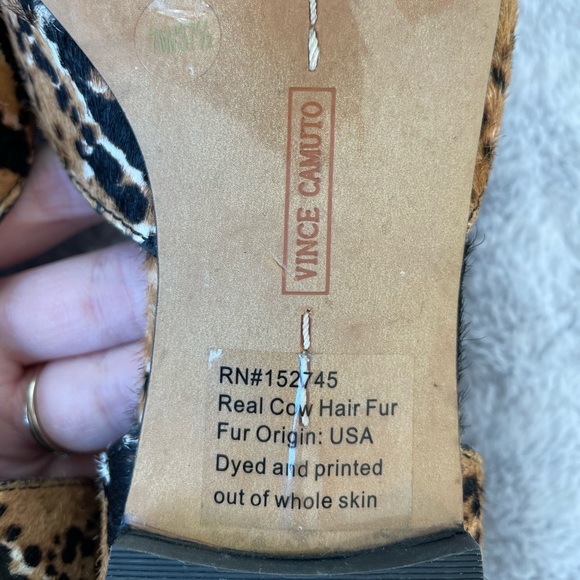 VINCE CAMUTO
RN#152745
Real Cow Hair Fur
Fur Origin: USA
Dyed and printed
out of whole skin